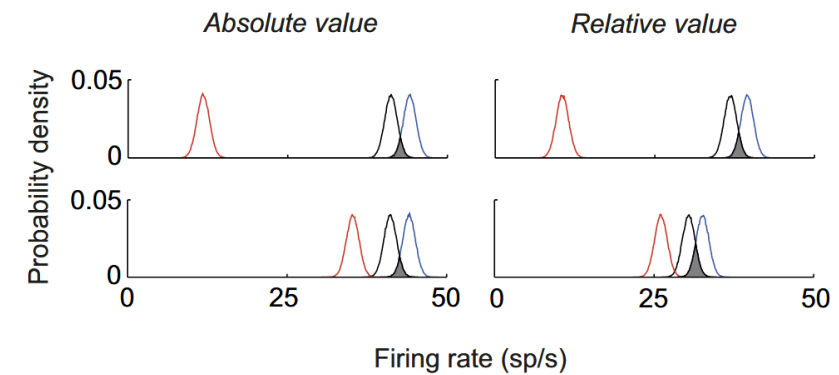 Absolute value
Relative value
Probability density
0.05
0
0.05
0
0
25
50
0
25
50
Firing rate (sp/s)